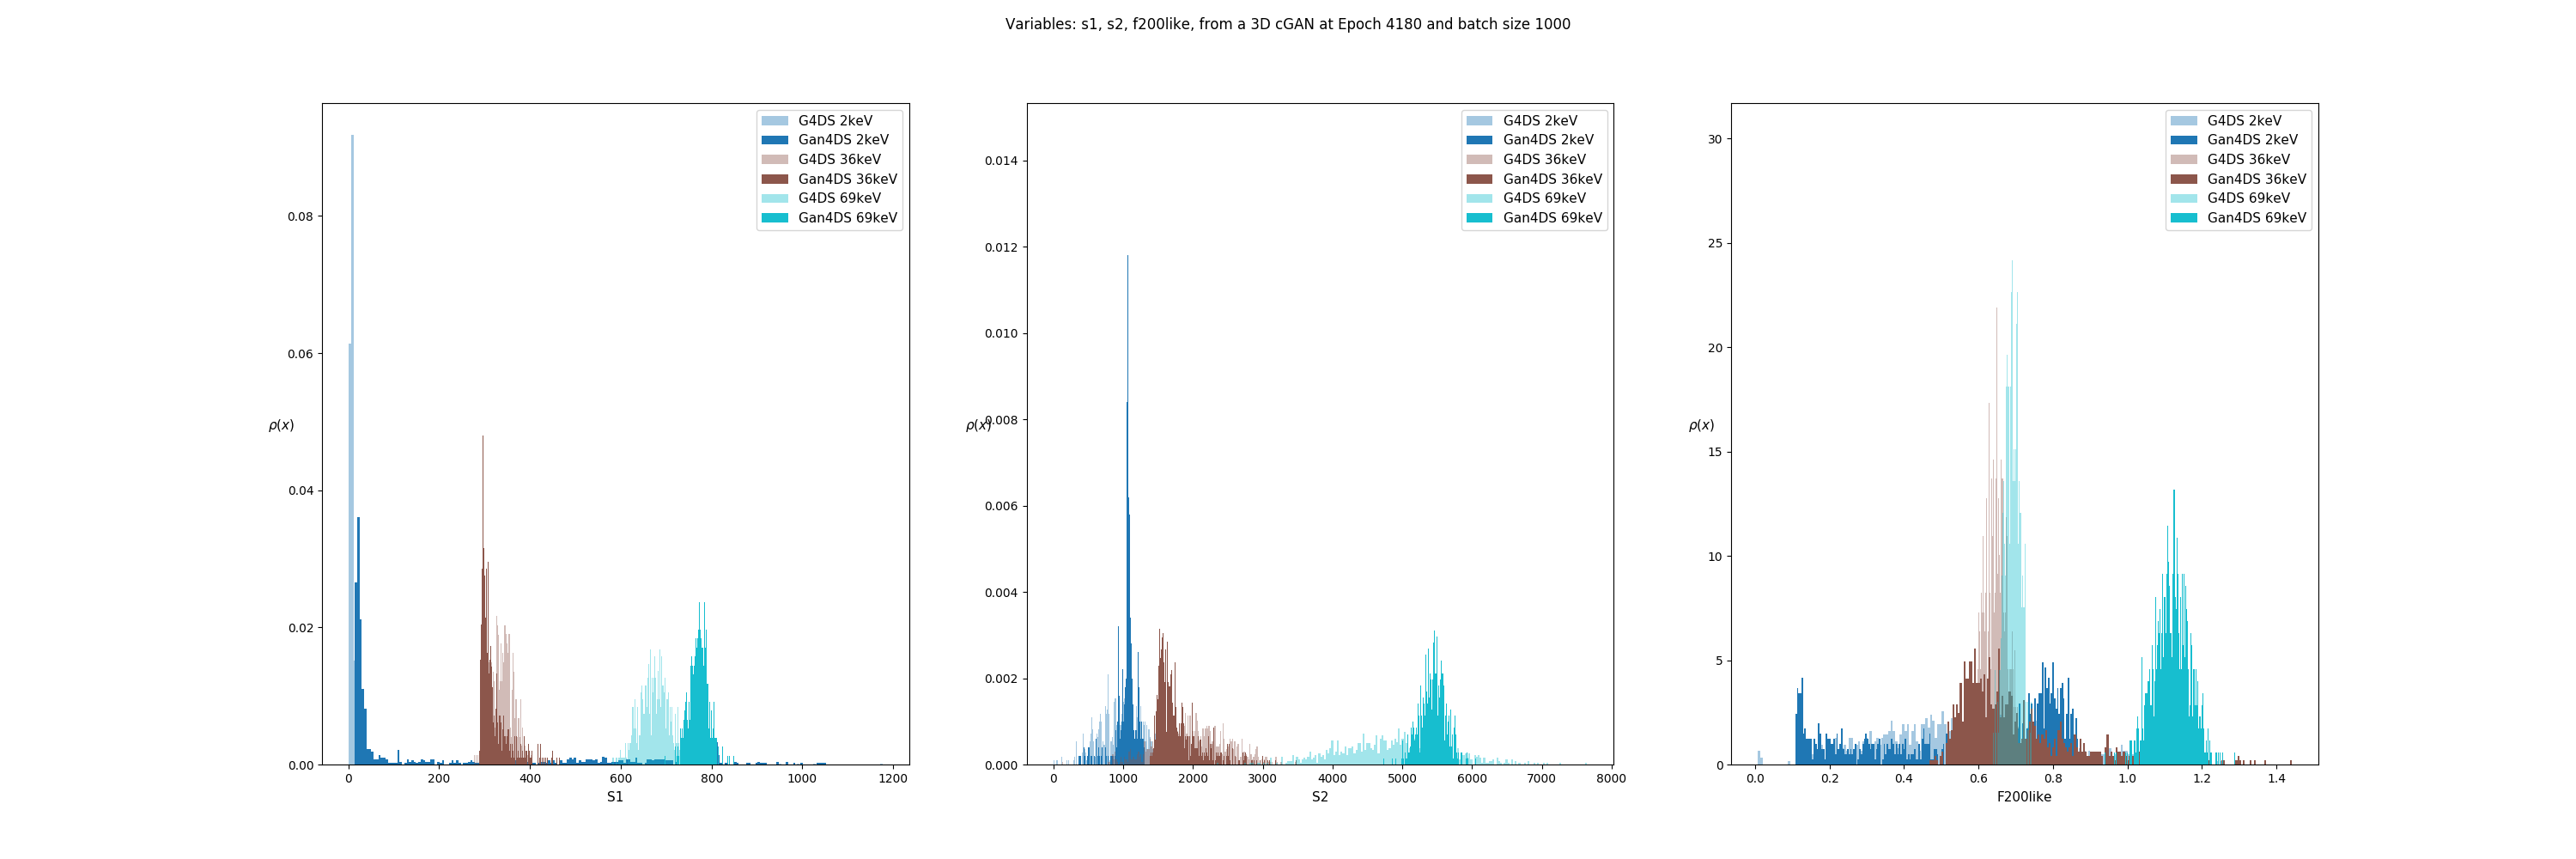 Variables: s1, s2, f200like, from a 3D cGAN at Epoch 4180 and batch size 1000
G4DS 2keV
Gan4DS 2keV
G4DS 36keV
Gan4DS 36keV
G4DS 69keV
Gan4DS 69keV
0.08
0.06
ρ(x)
0.04
0.02
0.00
0 200 400 600 800 1000 1200
S1
G4DS 2keV
Gan4DS 2keV
G4DS 36keV
Gan4DS 36keV
G4DS 69keV
Gan4DS 69keV
0.014
0.012
0.010
0.008
ρ(x)
0.006
0.004
0.002
0.000
0 1000 2000 3000 4000 5000 6000 7000 8000
S2
G4DS 2keV
Gan4DS 2keV
G4DS 36keV
Gan4DS 36keV
G4DS 69keV
Gan4DS 69keV
30
25
20
ρ(x)
15
10
5
0
0.0 0.2 0.4 0.6 0.8 1.0 1.2 1.4
F200like